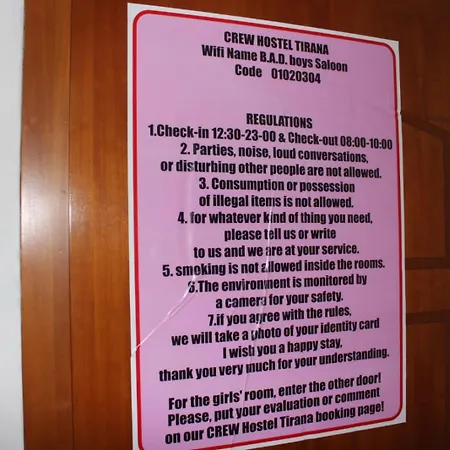 CREW HOSTEL TIRANA
Wifi Name B.A.D. boys Saloon
Code 01020304
REGULATIONS
1.Check-in 12:30-23-00 & Check-out 08:00-10:00
2. Parties, noise, loud conversations,
or disturbing other people are not allowed.
3. Consumption or possession
of illegal items is not allowed.
4. for whatever kind of thing you need,
please tell us or write
to us and we are at your service.
5. smoking is not allowed inside the rooms.
6.The environment is monitored by
a camera for your safety.
7.if you agree with the rules,
we will take a photo of your identity card
I wish you a happy stay,
thank you very much for your understanding.
For the girls' room, enter the other door!
Please, put your evaluation or comment
on our CREW Hostel Tirana booking page!